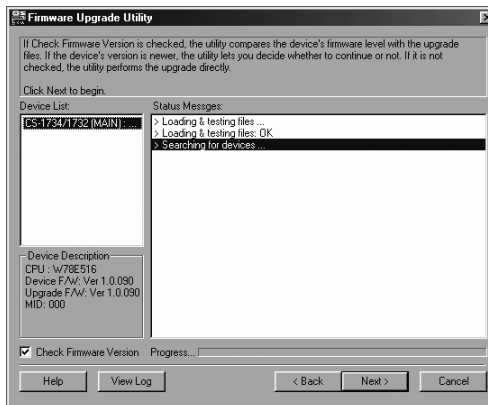 Firmware Upgrade Utility
If Check Firmware Version is checked, the utility compares the device's firmware level with the upgrade
files. If the device's version is newer, the utility lets you decide whether to continue or not. If it is not
checked, the utility performs the upgrade directly.
Click Next to begin.
Device List:
Status Messges:
CS-1734/1732 (MAIN) : ...
> Loading & testing files ...
> Loading & testing files: OK
> Searching for devices ...
Device Description
CPU : W78E516
Device F/W: Ver 1.0.090
Upgrade F/W: Ver 1.0.090
MID: 000
Check Firmware Version
Progress...
Help
View Log
< Back
Next >
Cancel